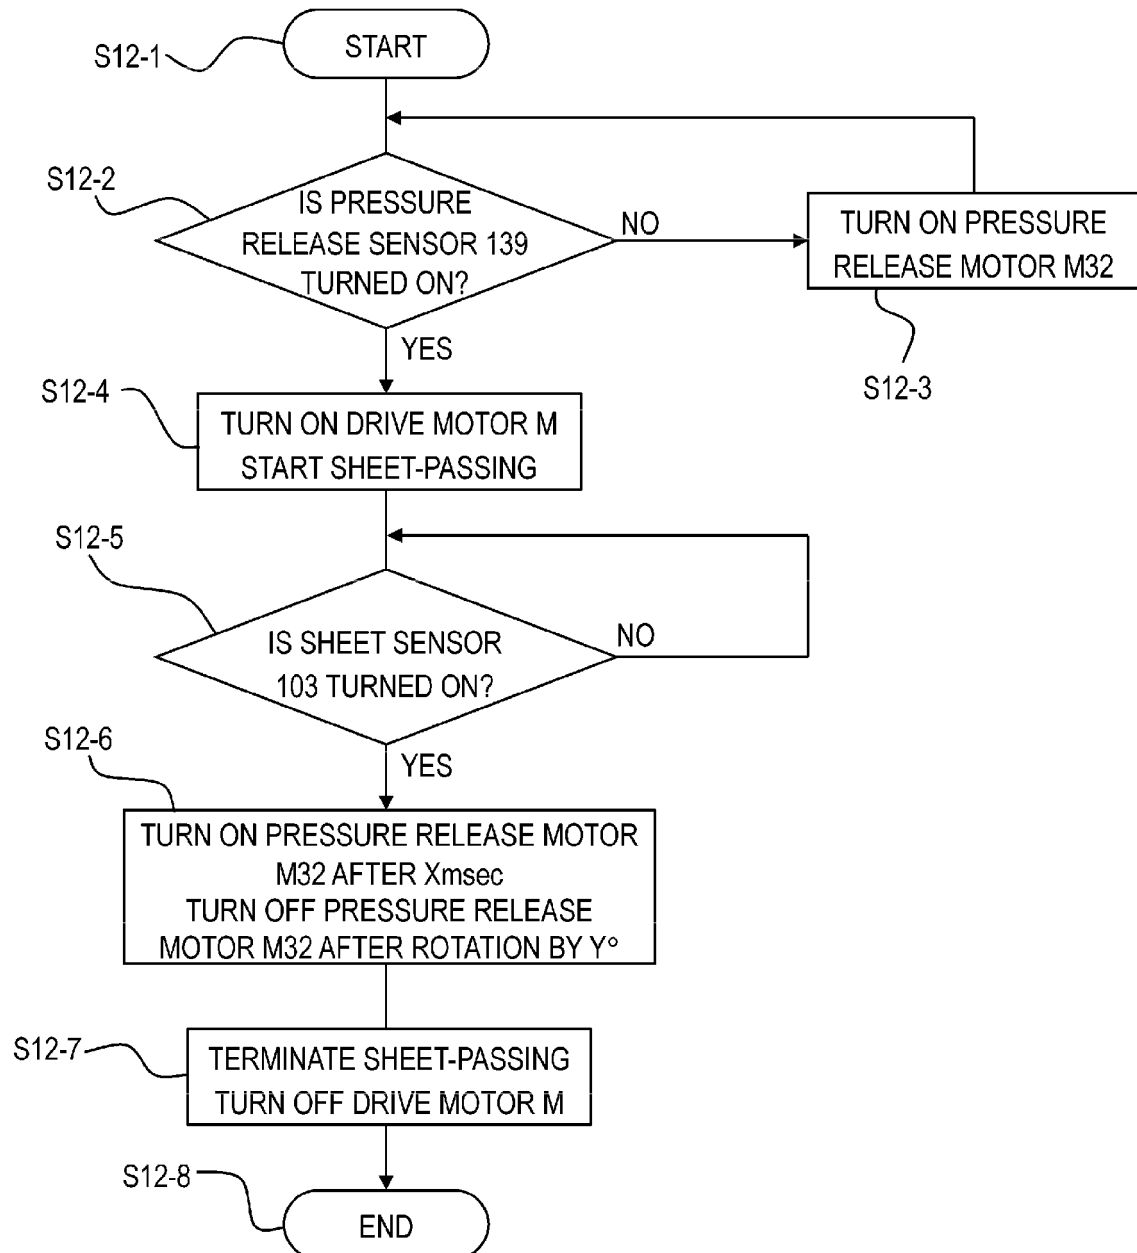 START
S12-1
S12-2
IS PRESSURE
RELEASE SENSOR 139
TURNED ON?
NO
TURN ON PRESSURE
RELEASE MOTOR M32
S12-3
YES
S12-4
TURN ON DRIVE MOTOR M
START SHEET-PASSING
S12-5
IS SHEET SENSOR
103 TURNED ON?
NO
S12-6
YES
TURN ON PRESSURE RELEASE MOTOR
M32 AFTER Xmsec
TURN OFF PRESSURE RELEASE
MOTOR M32 AFTER ROTATION BY Y°
S12-7
TERMINATE SHEET-PASSING
TURN OFF DRIVE MOTOR M
S12-8
END